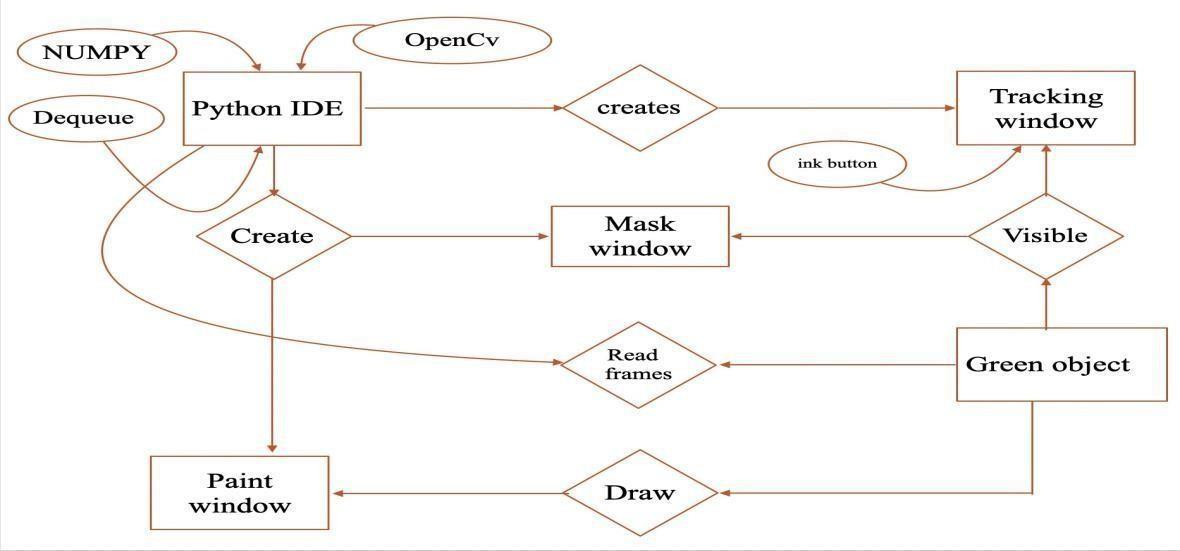 NUMPY
OpenCv
Dequeue
Python IDE
creates
Tracking
window
ink button
Create
Mask
window
Visible
Read
frames
Green object
Paint
window
Draw